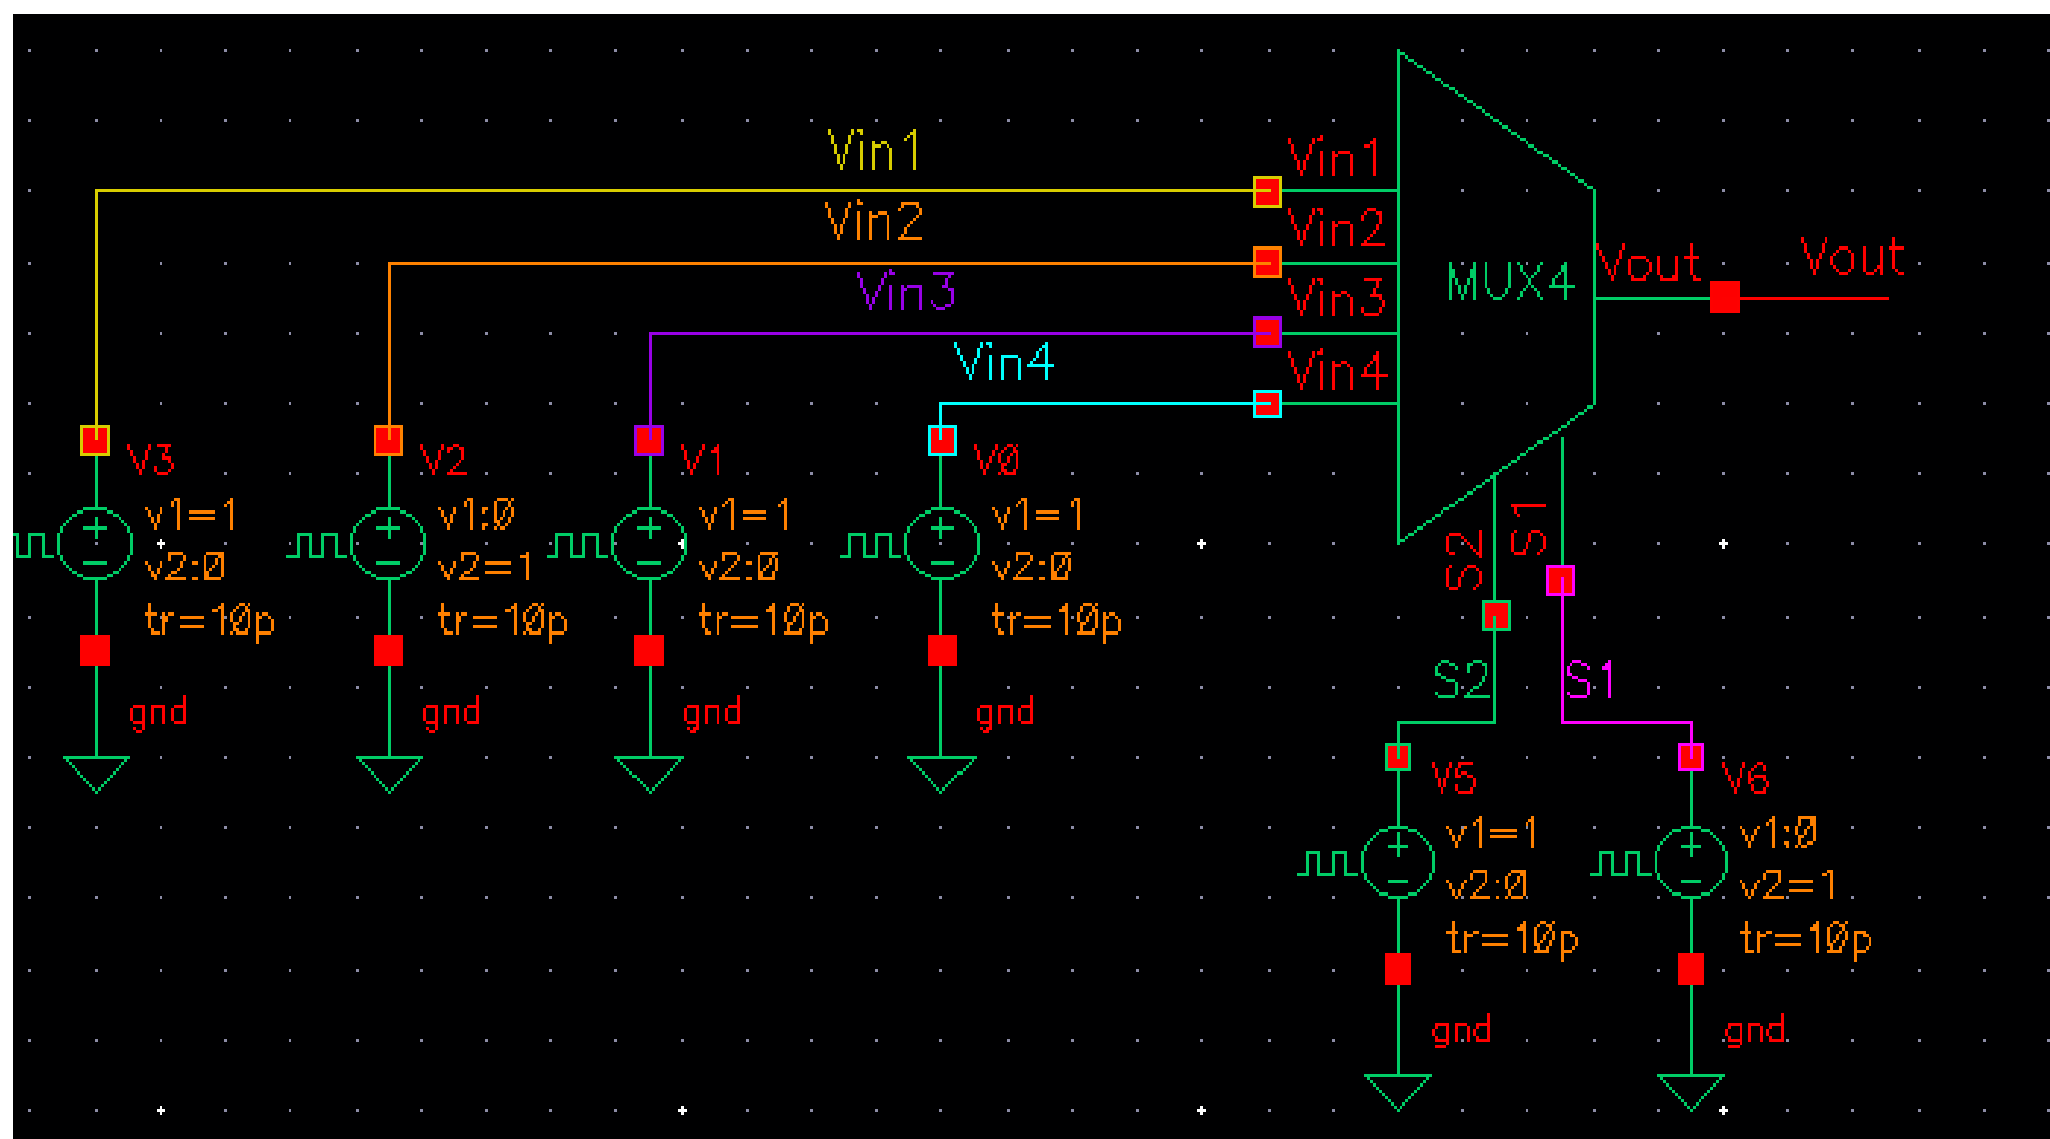 Vin1
Vin1
Vin2
Vin2
Vin3
Vin3
Vin4
Vin4
MUX4
Vout
Vout
V3
v1=1
v2:0
tr=10p
gnd
V2
v1:0
v2=1
tr=10p
gnd
V1
v1=1
v2:0
tr=10p
gnd
V0
v1=1
v2:0
tr=10p
gnd
S2
S1
S2
S1
V5
v1=1
v2:0
tr=10p
gnd
V6
v1:0
v2=1
tr=10p
gnd